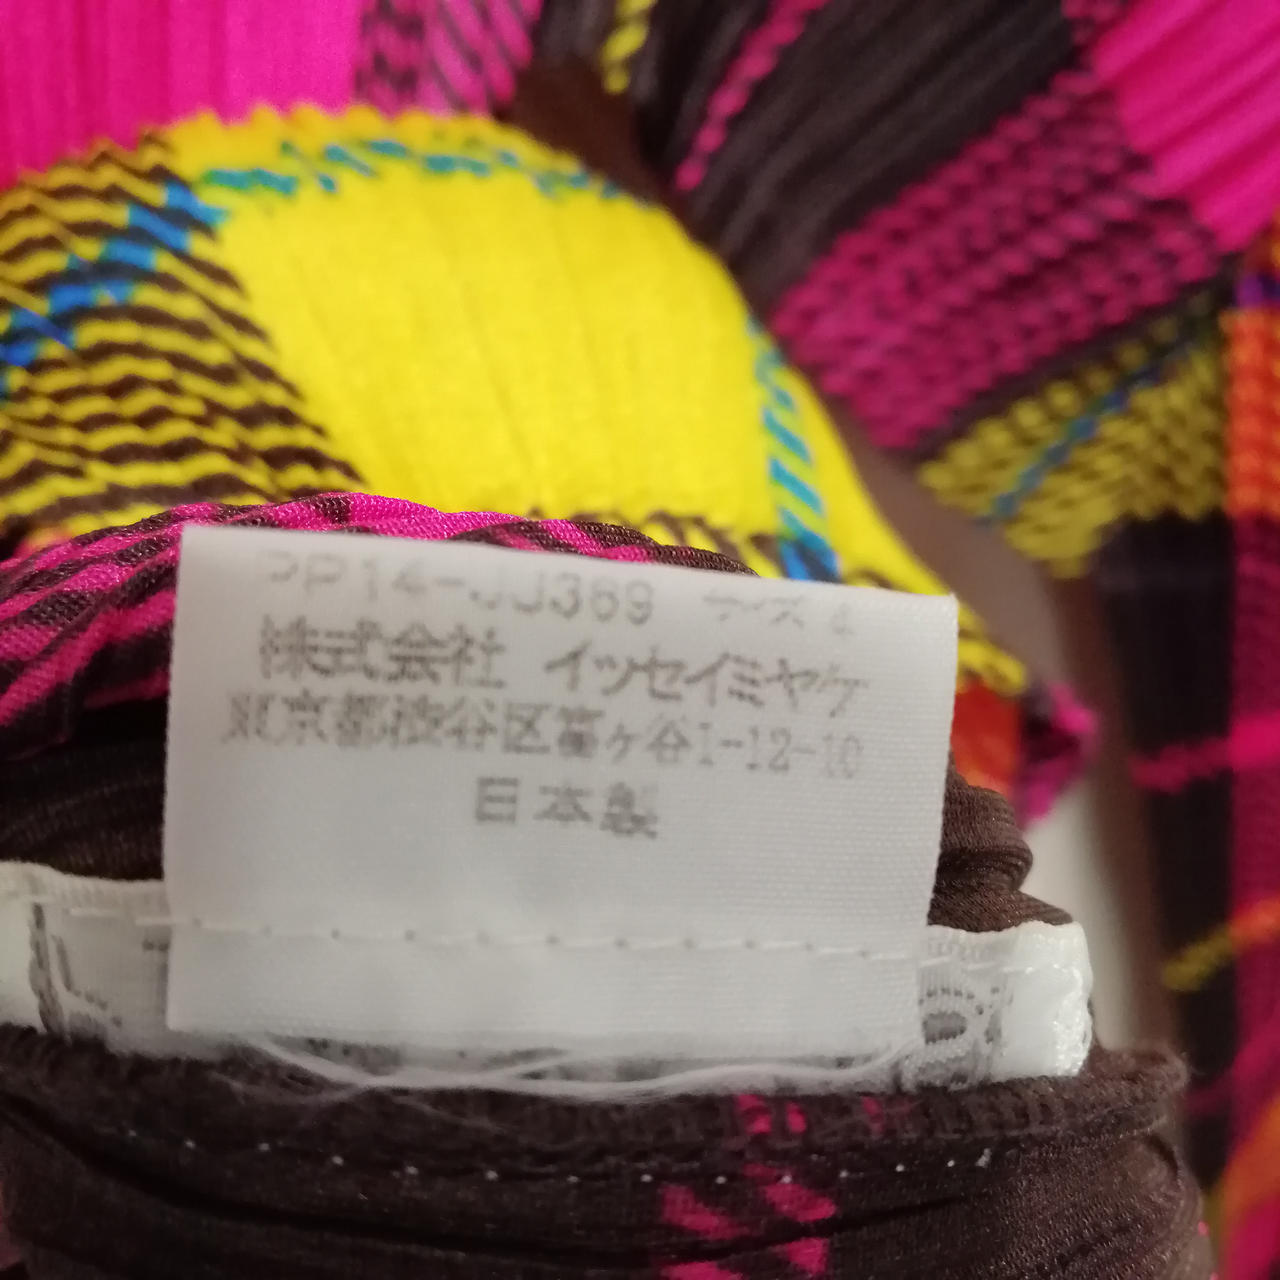 PP14-JJ369 サイズ 4
株式会社 イッセイミヤケ
東京都渋谷区富ヶ谷1-12-10
日本製